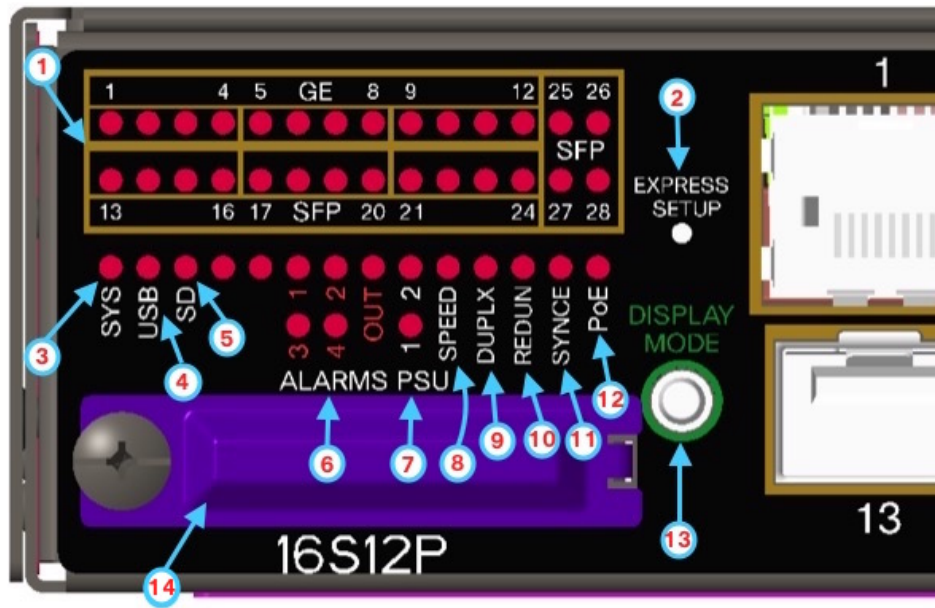 1
1 4 5 GE 8 9 12 25 26
2
1
SFP
EXPRESS
SETUP
13 16 17 SFP 20 21 24 27 28
SYS
USB
SD
1 2
OUT
2
SPEED
DUPLX
REDUN
SYNCE
PoE
3 4
1
DISPLAY
MODE
ALARMS PSU
3
4
5
6
7
8
9
10
11
12
13
14
13
16S12P